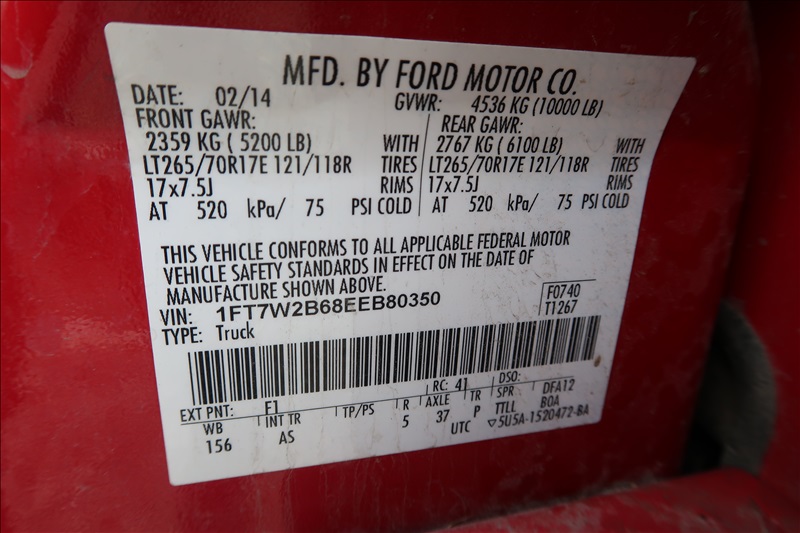 MFD. BY FORD MOTOR CO.
DATE: 02/14 GVWR: 4536 KG (10000 LB)
FRONT GAWR: REAR GAWR:
2359 KG ( 5200 LB) WITH 2767 KG ( 6100 LB) WITH
LT265/70R17E 121/118R TIRES LT265/70R17E 121/118R TIRES
17x7.5J RIMS 17x7.5J RIMS
AT 520 kPa/ 75 PSI COLD AT 520 kPa/ 75 PSI COLD
THIS VEHICLE CONFORMS TO ALL APPLICABLE FEDERAL MOTOR
VEHICLE SAFETY STANDARDS IN EFFECT ON THE DATE OF
MANUFACTURE SHOWN ABOVE.
VIN: 1FT7W2B68EEB80350 F0740
TYPE: Truck T1267
EXT PNT: F1 RC: 41 DSO:
WB INT TR TP/PS R AXLE TR SPR DFA12
156 AS 5 37 P TTLL BOA
UTC ▽5U5A-1520472-BA